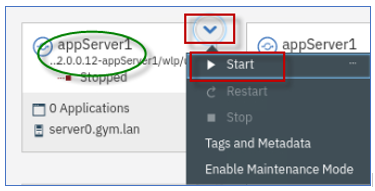 appServer1
..2.0.0.12-appServer1/wlp/u
Stopped
0 Applications
server0.gym.lan
Start
Restart
Stop
Tags and Metadata
Enable Maintenance Mode
appServer1